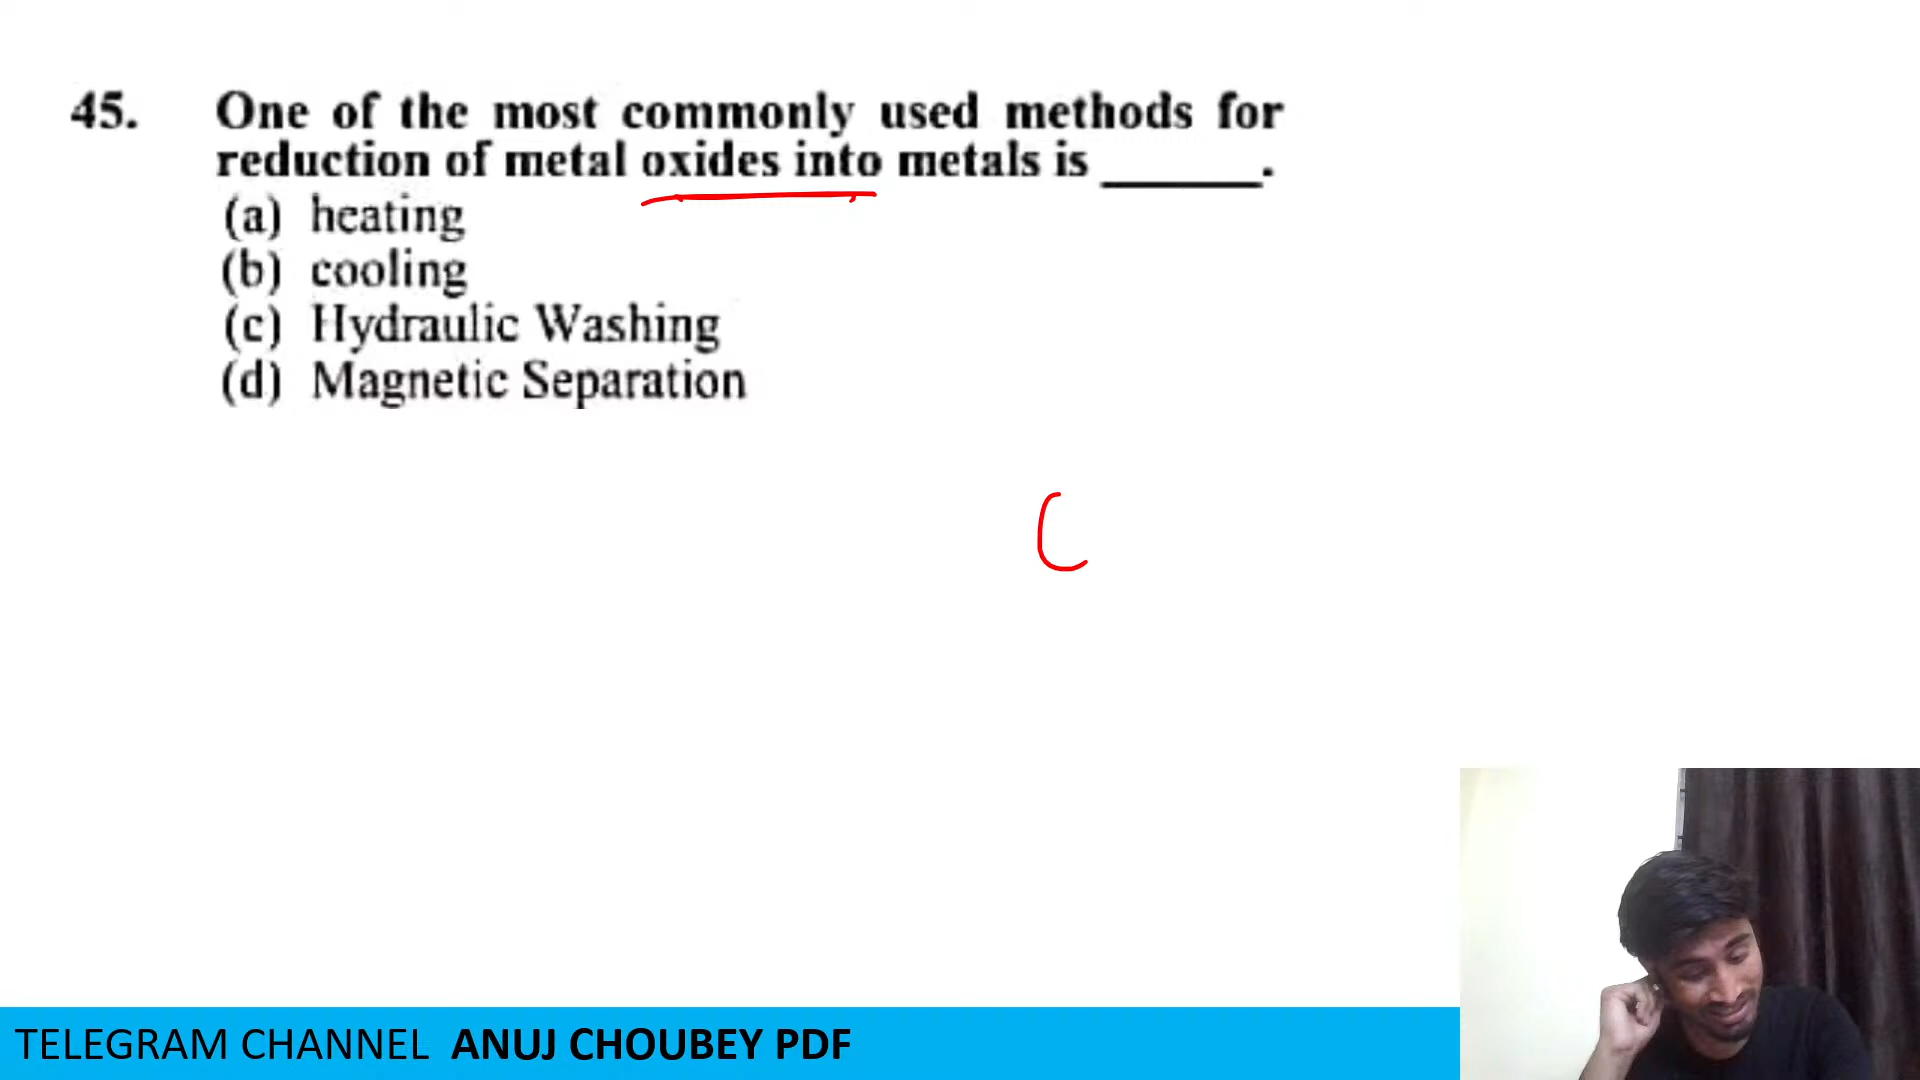 45. One of the most commonly used methods for
reduction of metal oxides into metals is ______.
(a) heating
(b) cooling
(c) Hydraulic Washing
(d) Magnetic Separation
C
TELEGRAM CHANNEL ANUJ CHOUBEY PDF